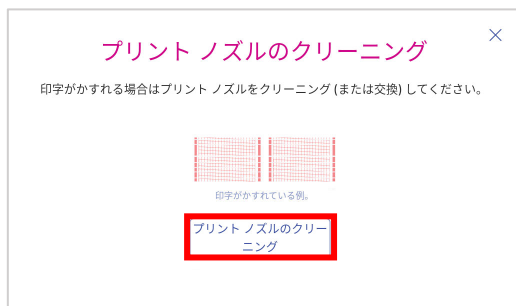 プリント ノズルのクリーニング
印字がかすれる場合はプリント ノズルをクリーニング (または交換) してください。
印字がかすれている例。
プリント ノズルのクリー
ニング